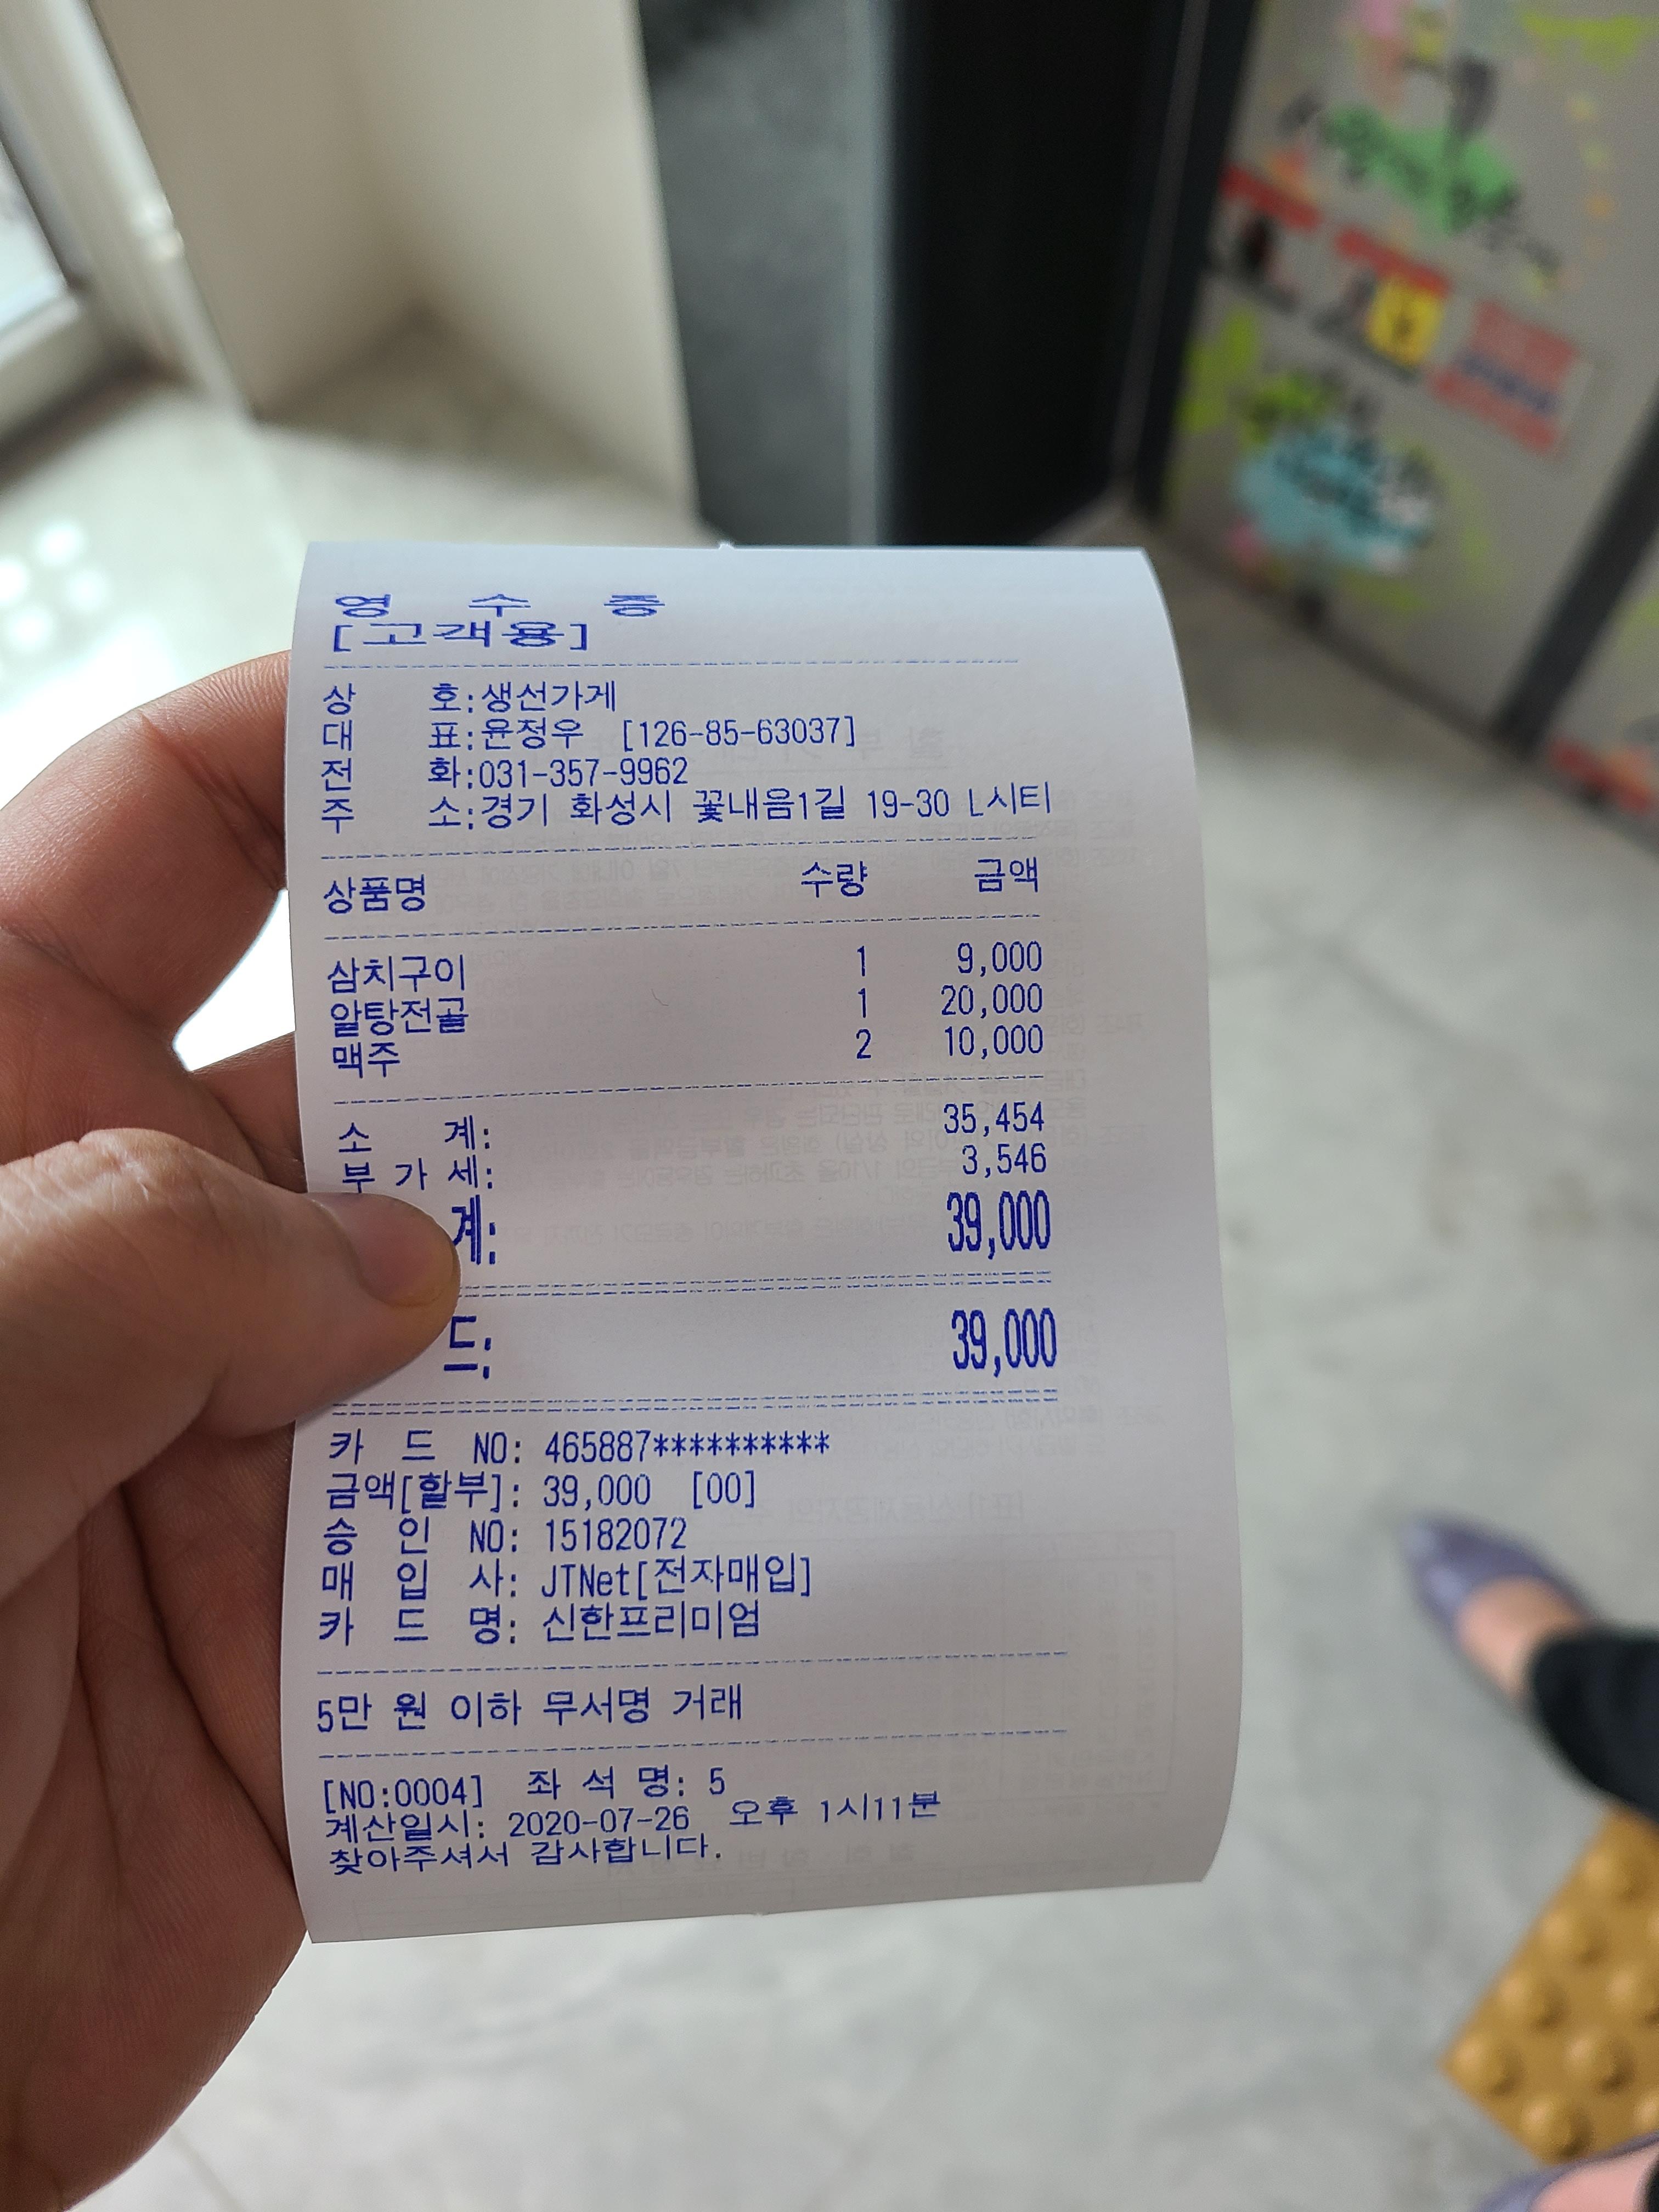 영 수 증
[고객용]
상 호:생선가게
대 표:윤정우 [126-85-63037]
전 화:031-357-9962
주 소:경기 화성시 꽃내음1길 19-30 L시티
상품명 수량 금액
삼치구이 1 9,000
알탕전골 1 20,000
맥주 2 10,000
소 계: 35,454
부 가 세: 3,546
계: 39,000
드: 39,000
카 드 NO: 465887**********
금액[할부]: 39,000 [00]
승 인 NO: 15182072
매 입 사: JTNet[전자매입]
카 드 명: 신한프리미엄
5만 원 이하 무서명 거래
[NO:0004] 좌 석 명: 5
계산일시: 2020-07-26 오후 1시11분
찾아주셔서 감사합니다.